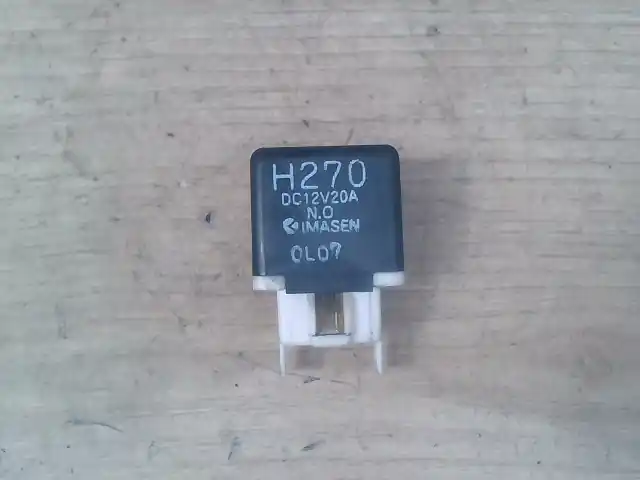 H270
DC12V20A
N.O
IMASEN
0L07